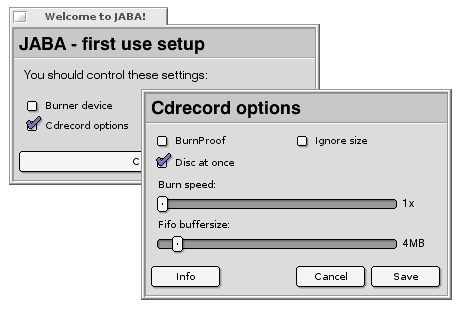 Welcome to JABA!
JABA - first use setup
You should control these settings:
Burner device
Cdrecord options
C
Cdrecord options
BurnProof
Ignore size
Disc at once
Burn speed:
1x
Fifo buffersize:
4MB
Info
Cancel
Save